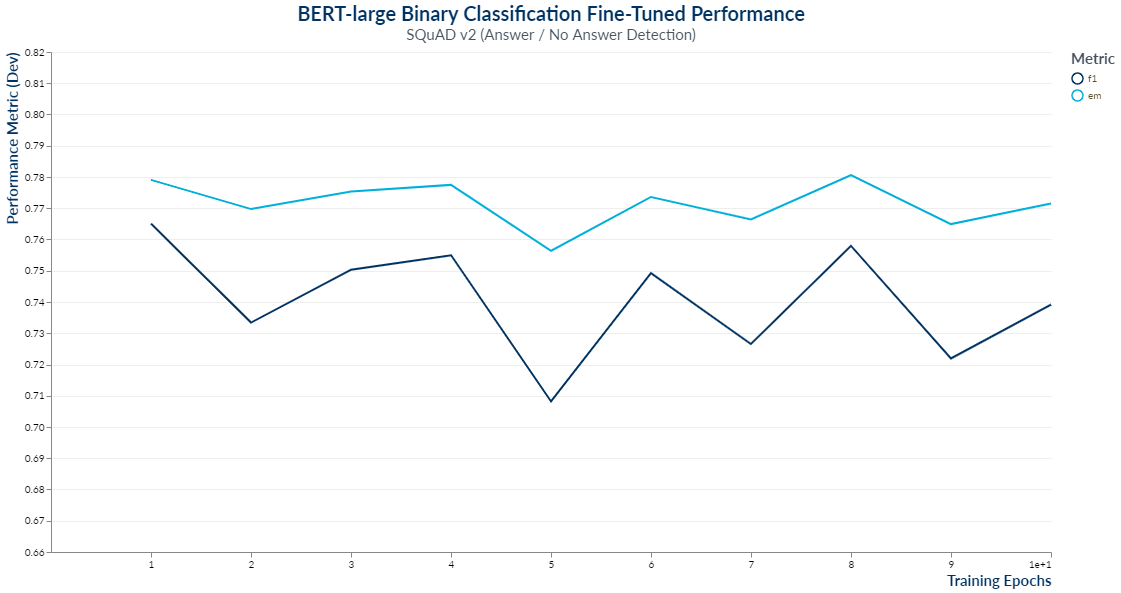 BERT-large Binary Classification Fine-Tuned Performance
SQuAD v2 (Answer / No Answer Detection)
Performance Metric (Dev)
0.82
0.81
0.80
0.79
0.78
0.77
0.76
0.75
0.74
0.73
0.72
0.71
0.70
0.69
0.68
0.67
0.66
1 2 3 4 5 6 7 8 9 1e+1
Training Epochs
Metric
f1
em